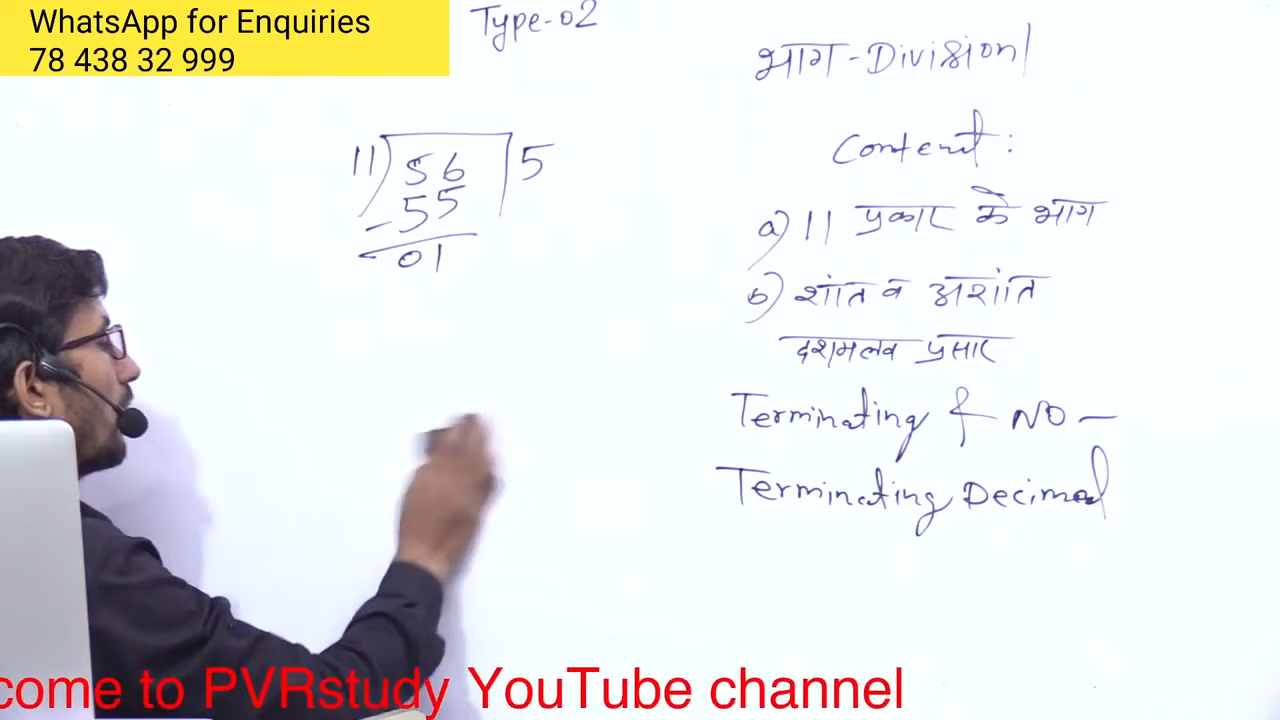 WhatsApp for Enquiries
78 438 32 999
Type-02
11) 56 | 5
- 55
01
भाग - Division
Content:
a) 11 प्रकार के भाग
b) शांत व अशांत
दशमलव प्रसार
Terminating & NO -
Terminating Decimal
come to PVRstudy YouTube channel